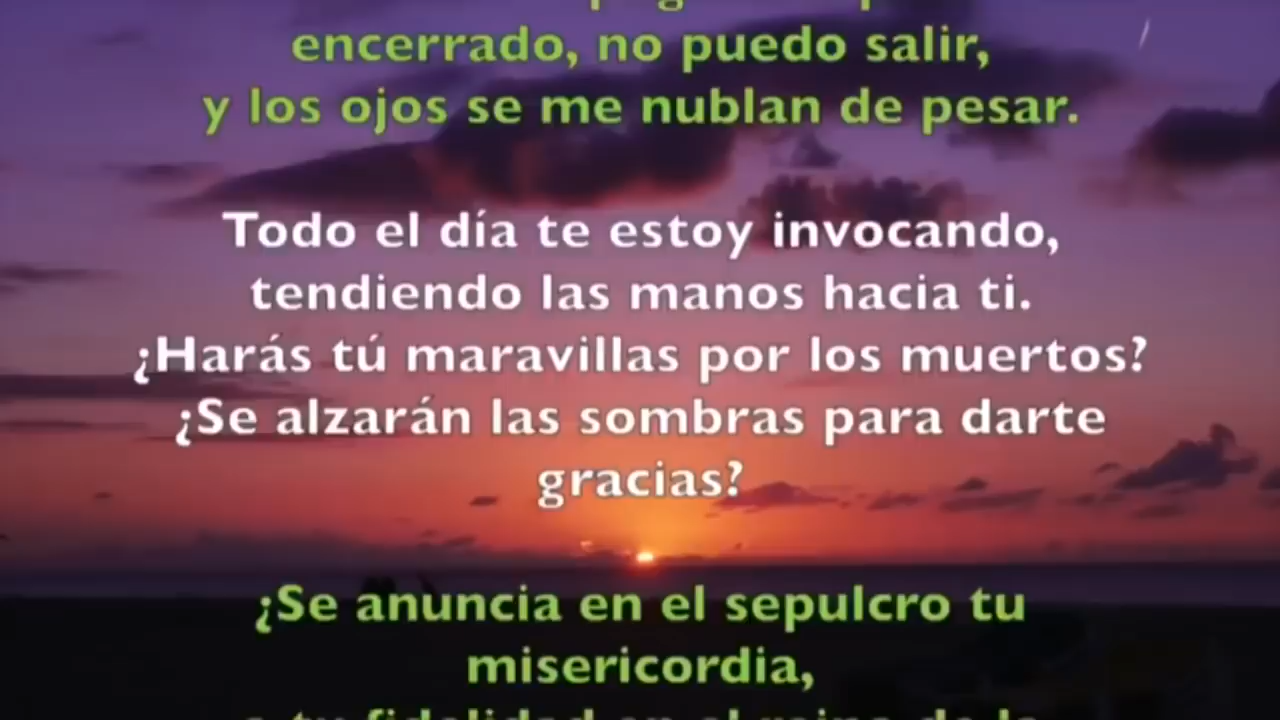 encerrado, no puedo salir,
y los ojos se me nublan de pesar.
Todo el día te estoy invocando,
tendiendo las manos hacia ti.
¿Harás tú maravillas por los muertos?
¿Se alzarán las sombras para darte
gracias?
¿Se anuncia en el sepulcro tu
misericordia,